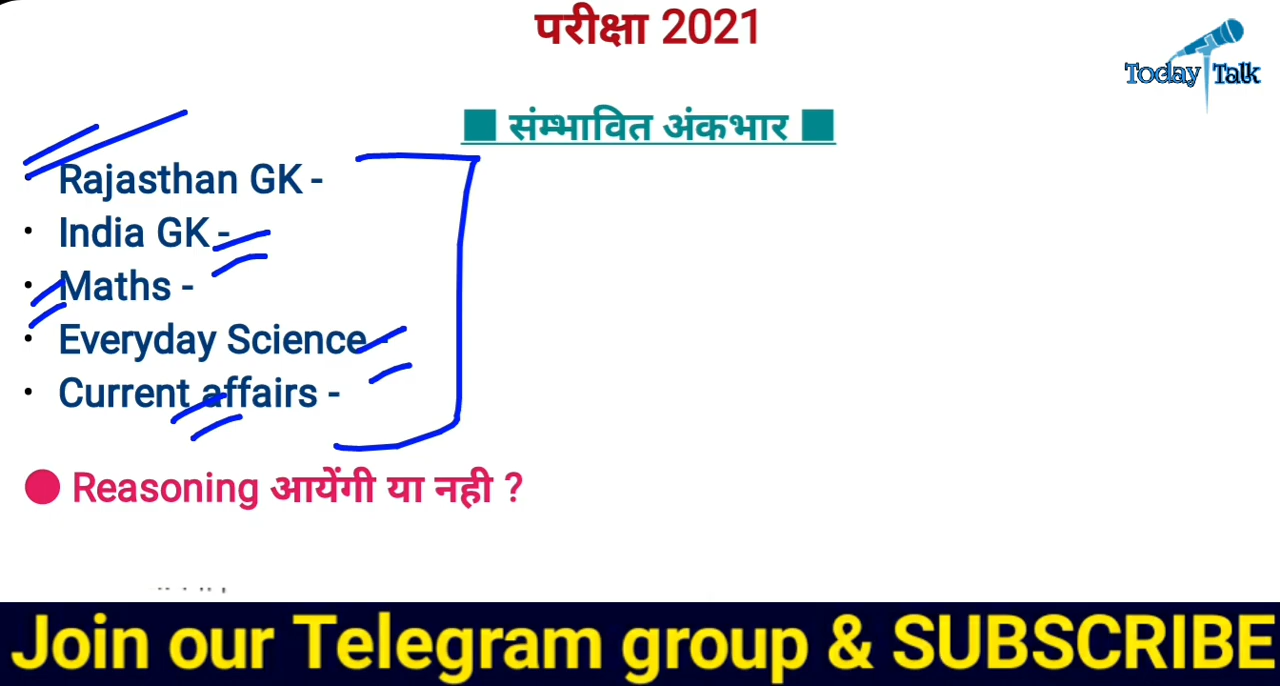 परीक्षा 2021
Today Talk
■ संम्भावित अंकभार ■
Rajasthan GK -
• India GK -
• Maths -
• Everyday Science -
• Current affairs -
● Reasoning आयेंगी या नही ?
Join our Telegram group & SUBSCRIBE